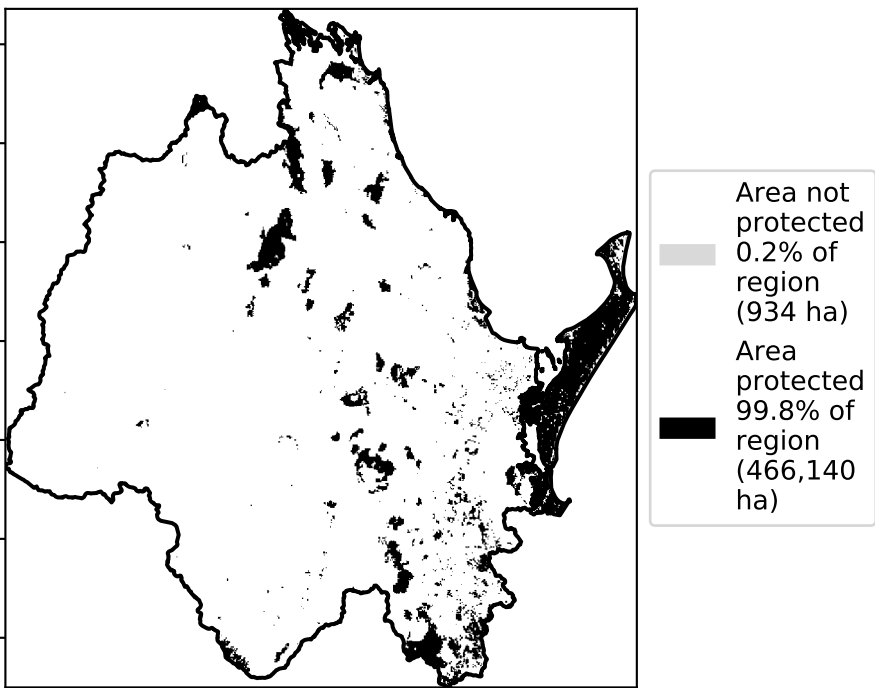 Area not
protected
0.2% of
region
(934 ha)
Area
protected
99.8% of
region
(466,140
ha)